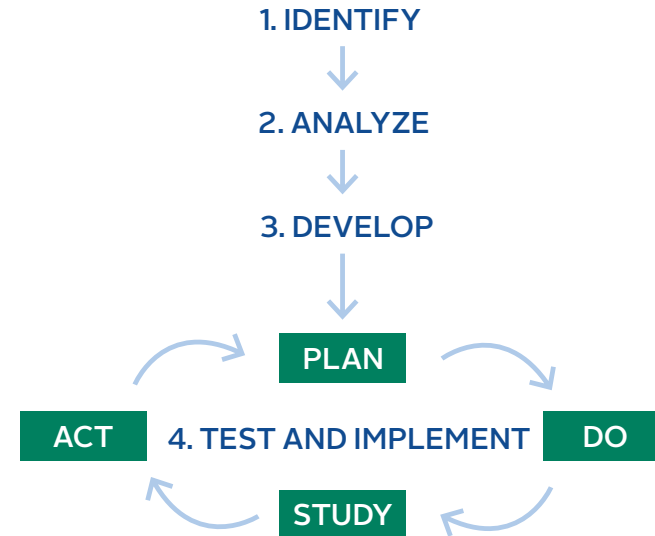 1. IDENTIFY
2. ANALYZE
3. DEVELOP
PLAN
ACT
4. TEST AND IMPLEMENT
DO
STUDY